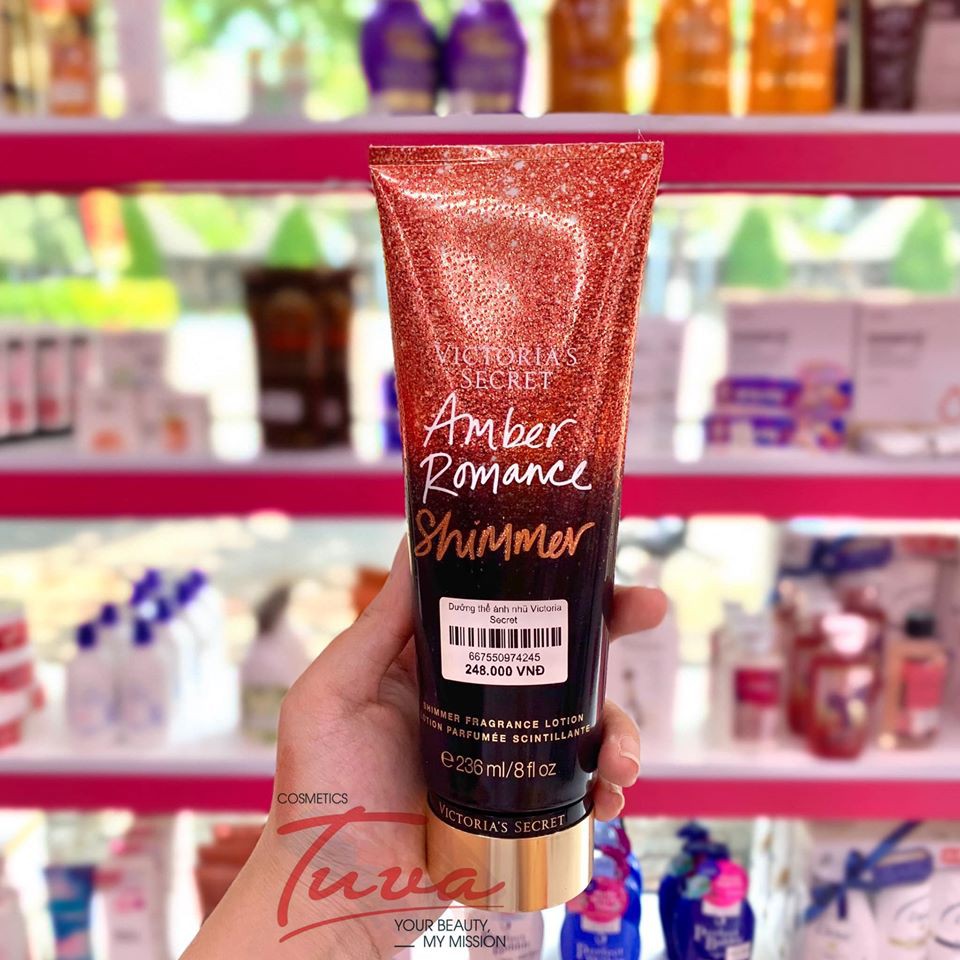 VICTORIA'S
SECRET
Amber
Romance
Shimmer
Dưỡng thể ánh nhũ Victoria
Secret
667550974245
248.000 VNĐ
SHIMMER FRAGRANCE LOTION
LOTION PARFUMÉE SCINTILLANTE
e 236 ml/8 fl oz
VICTORIA'S SECRET
COSMETICS
Tuva
YOUR BEAUTY,
MY MISSION